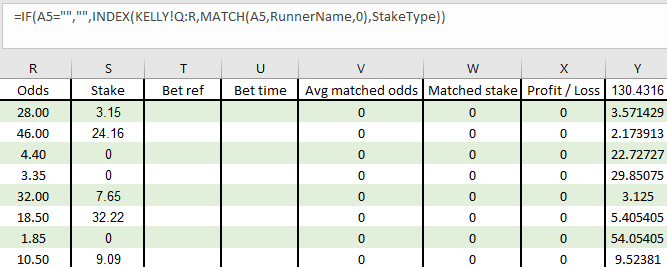 =IF(A5="","",INDEX(KELLY!Q:R,MATCH(A5,RunnerName,0),StakeType))
R S T U V W X Y
Odds Stake Bet ref Bet time Avg matched odds Matched stake Profit / Loss 130.4316
28.00 3.15 0 0 0 3.571429
46.00 24.16 0 0 0 2.173913
4.40 0 0 0 0 22.72727
3.35 0 0 0 0 29.85075
32.00 7.65 0 0 0 3.125
18.50 32.22 0 0 0 5.405405
1.85 0 0 0 0 54.05405
10.50 9.09 0 0 0 9.52381